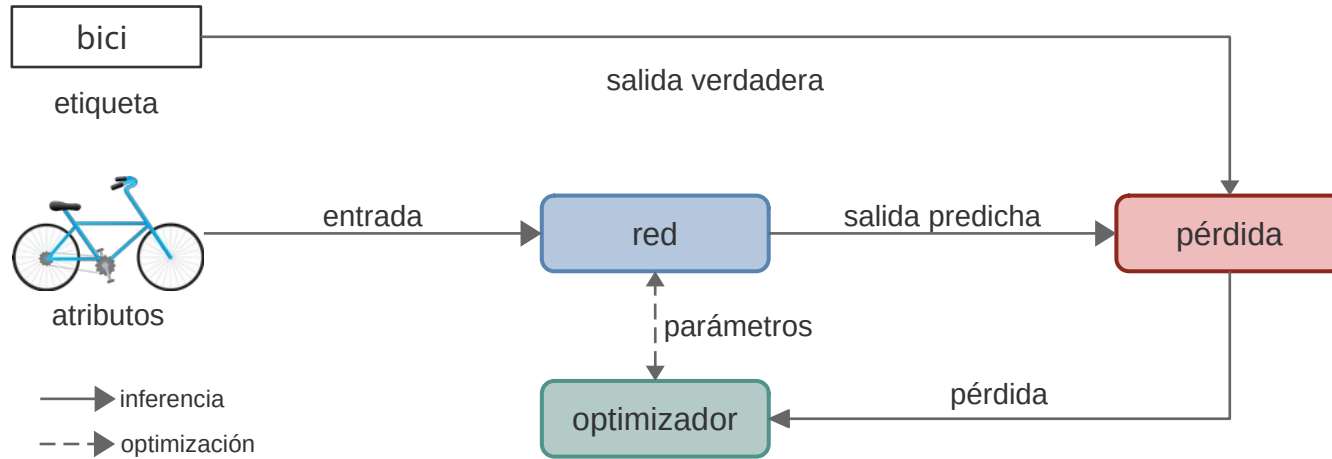 bici
etiqueta
salida verdadera
entrada
red
salida predicha
pérdida
atributos
parámetros
optimizador
pérdida
inferencia
optimización